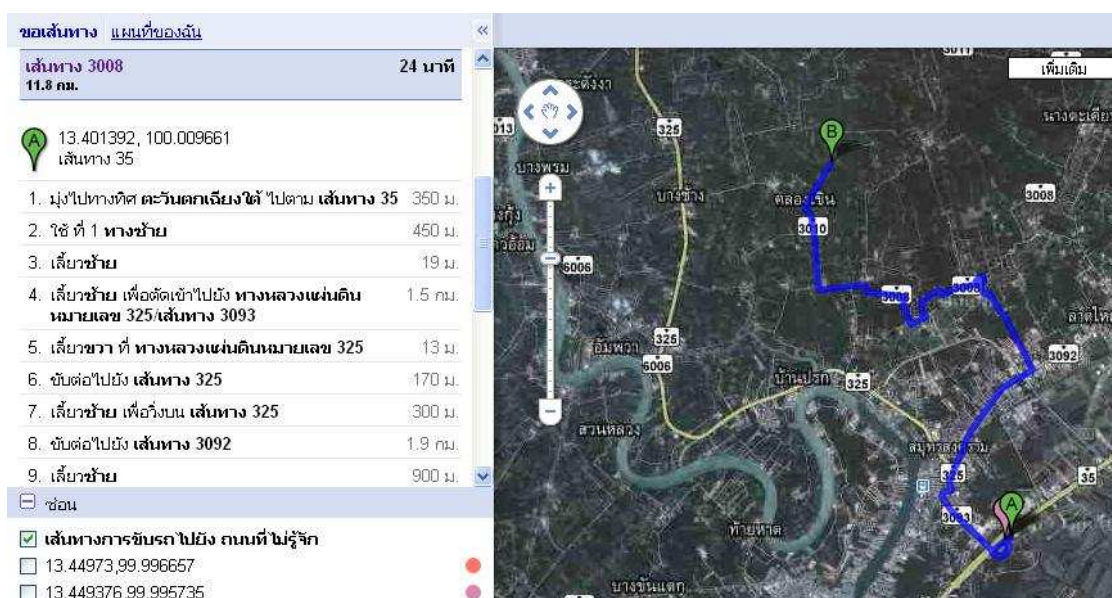 ขอเส้นทาง แผนที่ของฉัน «
เส้นทาง 3008 24 นาที
11.8 กม.
A 13.401392, 100.009661
เส้นทาง 35
1. มุ่งไปทางทิศ ตะวันตกเฉียงใต้ ไปตาม เส้นทาง 35 350 ม.
2. ใช้ ที่ 1 ทางซ้าย 450 ม.
3. เลี้ยวซ้าย 19 ม.
4. เลี้ยวซ้าย เพื่อตัดเข้าไปยัง ทางหลวงแผ่นดิน 1.5 กม.
หมายเลข 325/เส้นทาง 3093
5. เลี้ยวขวา ที่ ทางหลวงแผ่นดินหมายเลข 325 13 ม.
6. ขับต่อไปยัง เส้นทาง 325 170 ม.
7. เลี้ยวซ้าย เพื่อวิ่งบน เส้นทาง 325 300 ม.
8. ขับต่อไปยัง เส้นทาง 3092 1.9 กม.
9. เลี้ยวซ้าย 900 ม.
ซ่อน
เส้นทางการขับรถไปยัง ถนนที่ไม่รู้จัก
13.44973,99.996657
13.449376,99.995735
3011
เพิ่มเติม
325
B
บางพรม
บางช้าง
คลองเขิน
3008
3010
6006
3008
3008
325
อัมพวา
6006
3092
บ้านปรก
325
สวนหลวง
สมุทรสงคราม
325
35
3093
A
ท้ายหาด
บางขันแตก